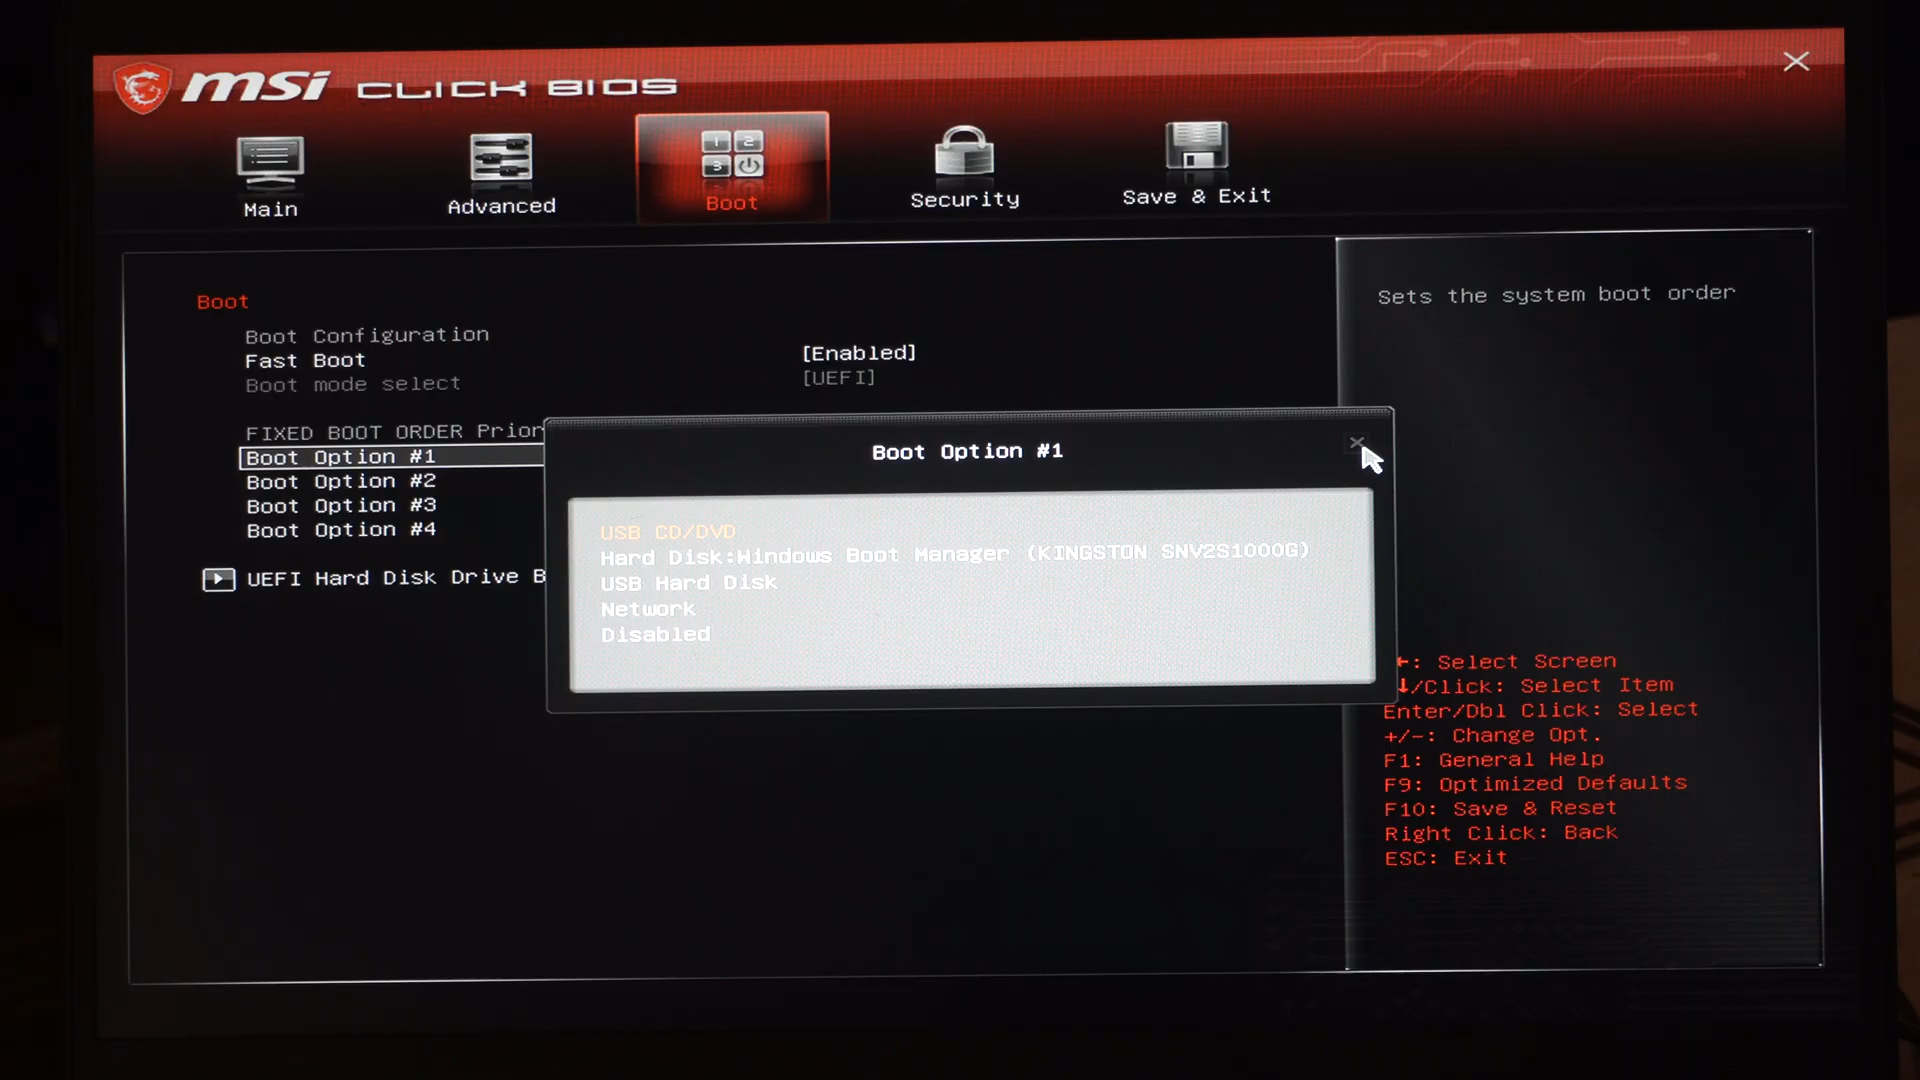 msi CLICK BIOS
Main
Advanced
1 2
3
Boot
Security
Save & Exit
Boot
Boot Configuration
Fast Boot [Enabled]
Boot mode select [UEFI]
FIXED BOOT ORDER Prior
Boot Option #1
Boot Option #2
Boot Option #3
Boot Option #4
UEFI Hard Disk Drive B
Boot Option #1
USB CD/DVD
Hard Disk:Windows Boot Manager (KINGSTON SNV2S1000G)
USB Hard Disk
Network
Disabled
Sets the system boot order
←: Select Screen
↓/Click: Select Item
Enter/Dbl Click: Select
+/-: Change Opt.
F1: General Help
F9: Optimized Defaults
F10: Save & Reset
Right Click: Back
ESC: Exit